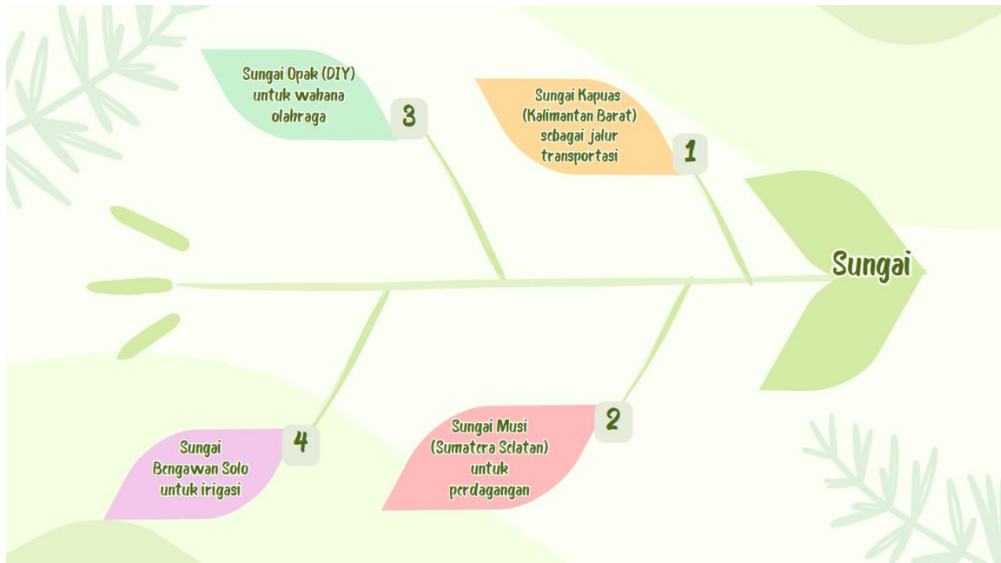 Sungai Opak (DIY)
untuk wahana
olahraga
3
Sungai Kapuas
(Kalimantan Barat)
sebagai jalur
transportasi
1
Sungai
4
Sungai
Bengawan Solo
untuk irigasi
2
Sungai Musi
(Sumatera Selatan)
untuk
perdagangan